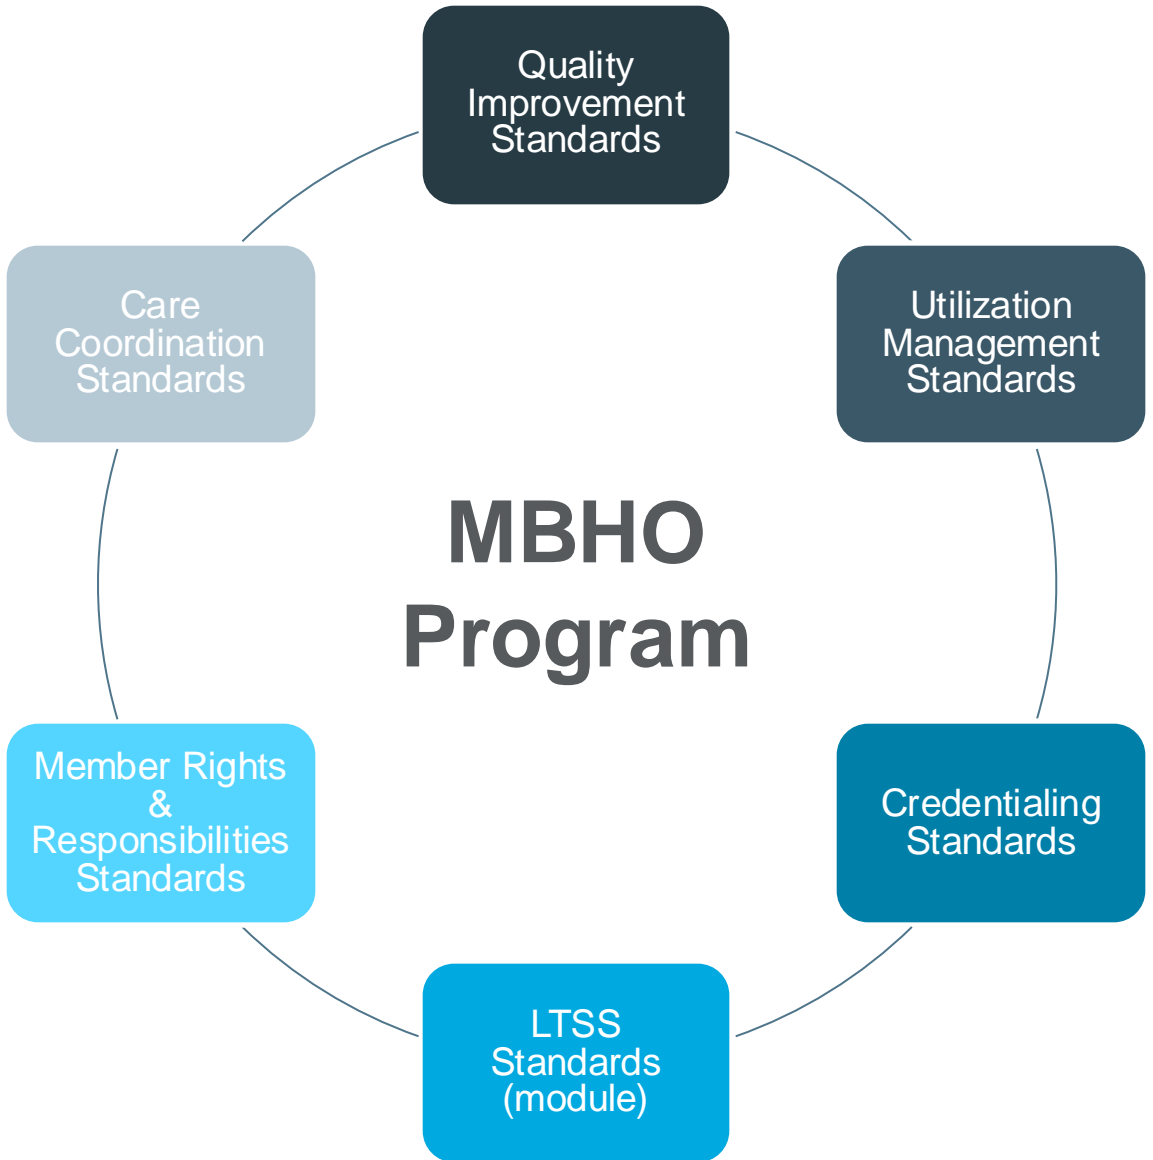 Quality
Improvement
Standards
Care
Coordination
Standards
Utilization
Management
Standards
MBHO
Program
Member Rights
&
Responsibilities
Standards
Credentialing
Standards
LTSS
Standards
(module)